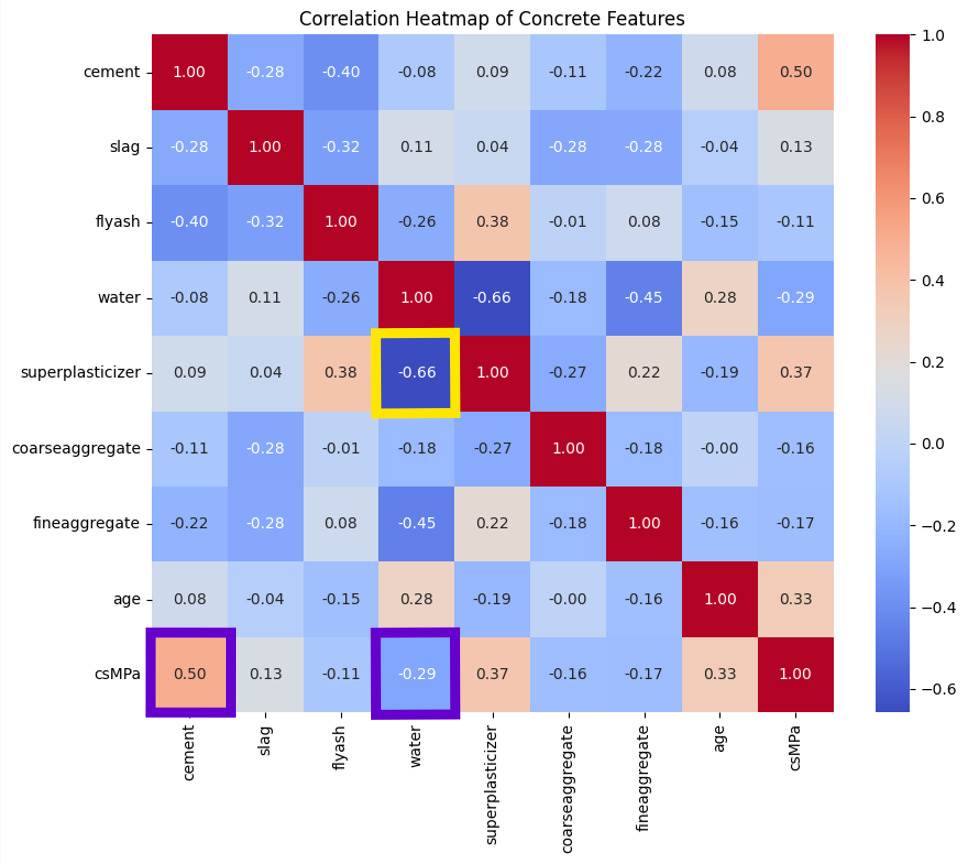 Correlation Heatmap of Concrete Features
cement 1.00 -0.28 -0.40 -0.08 0.09 -0.11 -0.22 0.08 0.50
slag -0.28 1.00 -0.32 0.11 0.04 -0.28 -0.28 -0.04 0.13
flyash -0.40 -0.32 1.00 -0.26 0.38 -0.01 0.08 -0.15 -0.11
water -0.08 0.11 -0.26 1.00 -0.66 -0.18 -0.45 0.28 -0.29
superplasticizer 0.09 0.04 0.38 -0.66 1.00 -0.27 0.22 -0.19 0.37
coarseaggregate -0.11 -0.28 -0.01 -0.18 -0.27 1.00 -0.18 -0.00 -0.16
fineaggregate -0.22 -0.28 0.08 -0.45 0.22 -0.18 1.00 -0.16 -0.17
age 0.08 -0.04 -0.15 0.28 -0.19 -0.00 -0.16 1.00 0.33
csMPa 0.50 0.13 -0.11 -0.29 0.37 -0.16 -0.17 0.33 1.00
cement
slag
flyash
water
superplasticizer
coarseaggregate
fineaggregate
age
csMPa
1.0
0.8
0.6
0.4
0.2
0.0
−0.2
−0.4
−0.6